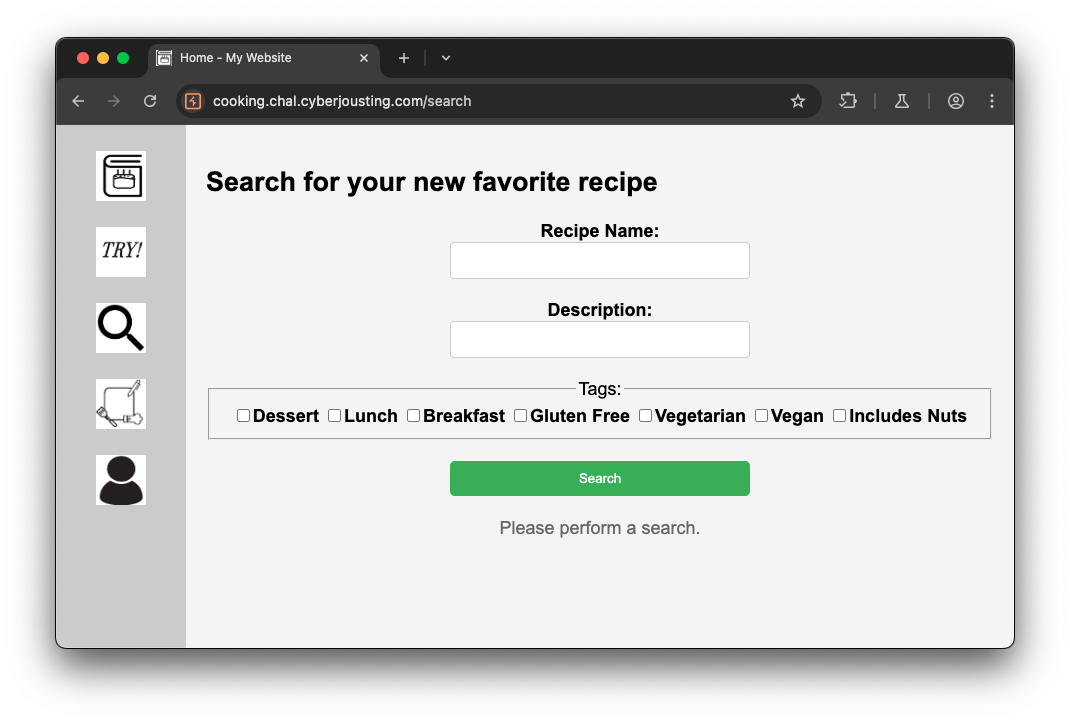 Home - My Website
cooking.chal.cyberjousting.com/search
TRY!
Search for your new favorite recipe
Recipe Name:
Description:
Tags:
Dessert Lunch Breakfast Gluten Free Vegetarian Vegan Includes Nuts
Search
Please perform a search.